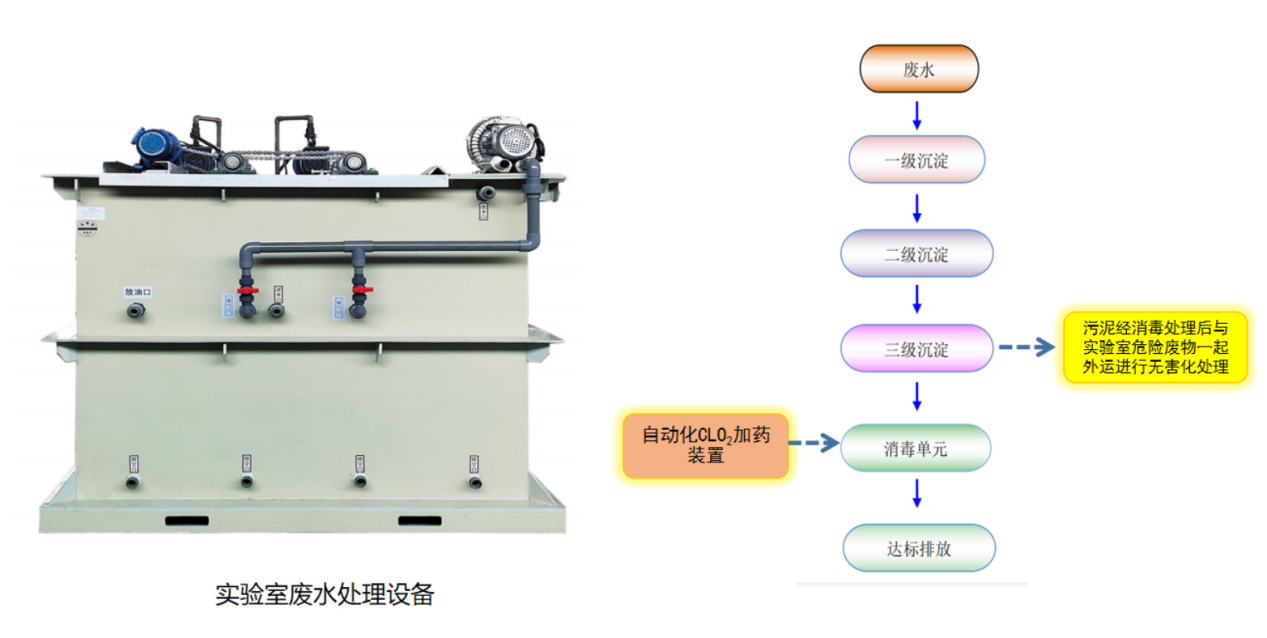 放油口
实验室废水处理设备
废水
一级沉淀
二级沉淀
三级沉淀
污泥经消毒处理后与
实验室危险废物一起
外运进行无害化处理
自动化CLO₂加药
装置
消毒单元
达标排放